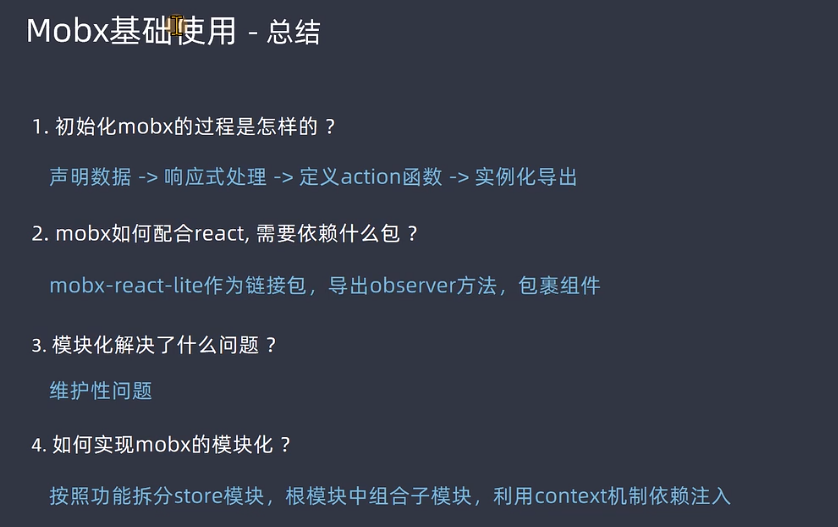 Mobx基础使用 - 总结
1. 初始化mobx的过程是怎样的？
声明数据 -> 响应式处理 -> 定义action函数 -> 实例化导出
2. mobx如何配合react, 需要依赖什么包？
mobx-react-lite作为链接包，导出observer方法，包裹组件
3. 模块化解决了什么问题？
维护性问题
4. 如何实现mobx的模块化？
按照功能拆分store模块，根模块中组合子模块，利用context机制依赖注入